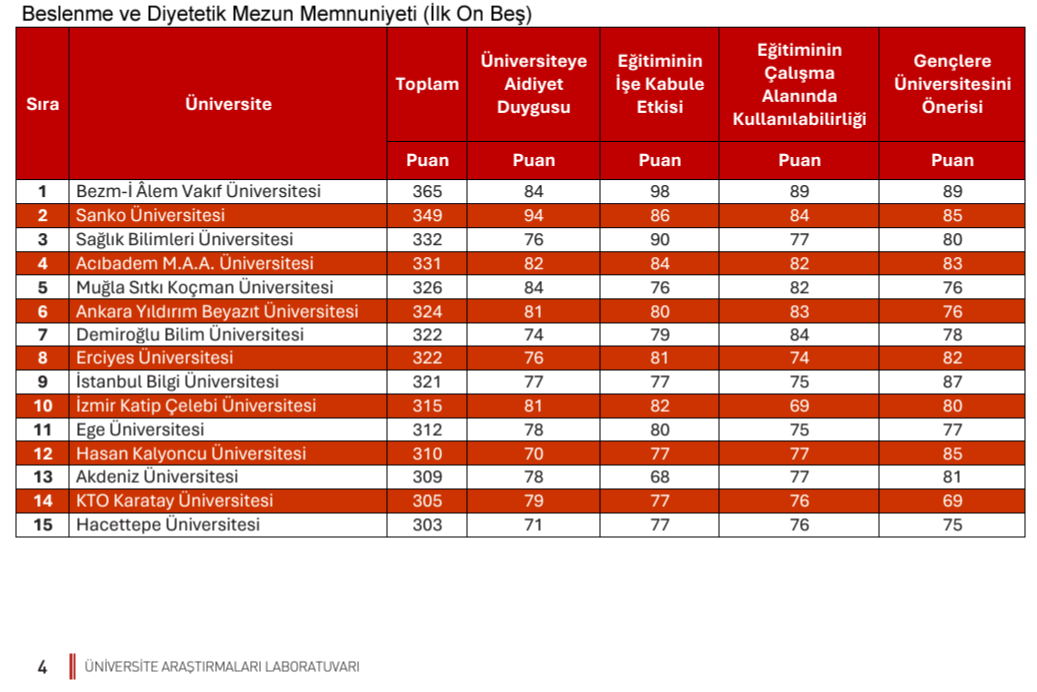 Beslenme ve Diyetetik Mezun Memnuniyeti (İlk On Beş)
Sıra Üniversite Toplam Üniversiteye Aidiyet Duygusu Eğitiminin İşe Kabule Etkisi Eğitiminin Çalışma Alanında Kullanılabilirliği Gençlere Üniversitesini Önerisi
Puan Puan Puan Puan Puan
1 Bezm-İ Âlem Vakıf Üniversitesi 365 84 98 89 89
2 Sanko Üniversitesi 349 94 86 84 85
3 Sağlık Bilimleri Üniversitesi 332 76 90 77 80
4 Acıbadem M.A.A. Üniversitesi 331 82 84 82 83
5 Muğla Sıtkı Koçman Üniversitesi 326 84 76 82 76
6 Ankara Yıldırım Beyazıt Üniversitesi 324 81 80 83 76
7 Demiroğlu Bilim Üniversitesi 322 74 79 84 78
8 Erciyes Üniversitesi 322 76 81 74 82
9 İstanbul Bilgi Üniversitesi 321 77 77 75 87
10 İzmir Katip Çelebi Üniversitesi 315 81 82 69 80
11 Ege Üniversitesi 312 78 80 75 77
12 Hasan Kalyoncu Üniversitesi 310 70 77 77 85
13 Akdeniz Üniversitesi 309 78 68 77 81
14 KTO Karatay Üniversitesi 305 79 77 76 69
15 Hacettepe Üniversitesi 303 71 77 76 75
4 ÜNİVERSİTE ARAŞTIRMALARI LABORATUVARI